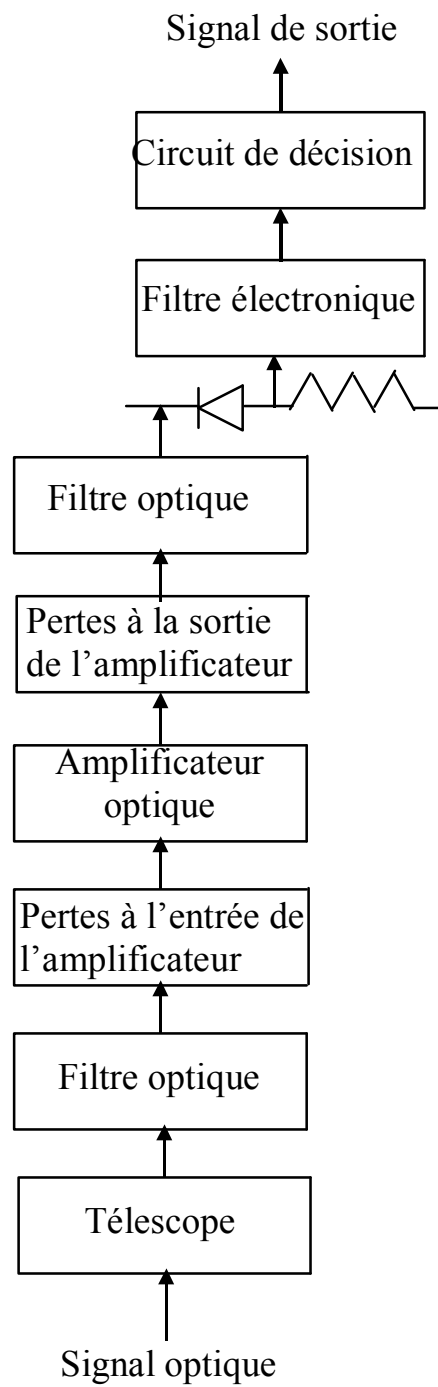 Signal de sortie
Circuit de décision
Filtre électronique
Filtre optique
Pertes à la sortie
de l’amplificateur
Amplificateur
optique
Pertes à l’entrée de
l’amplificateur
Filtre optique
Télescope
Signal optique